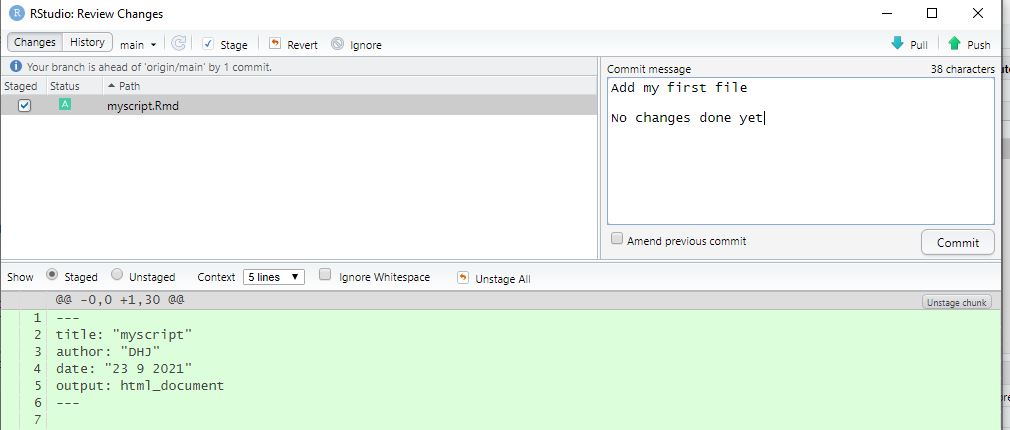 RStudio: Review Changes
Changes History main Stage Revert Ignore Pull Push
Your branch is ahead of 'origin/main' by 1 commit.
Staged Status Path
A myscript.Rmd
Commit message 38 characters
Add my first file
No changes done yet
Amend previous commit Commit
Show Staged Unstaged Context 5 lines Ignore Whitespace Unstage All
@@ -0,0 +1,30 @@ Unstage chunk
1 ---
2 title: "myscript"
3 author: "DHJ"
4 date: "23 9 2021"
5 output: html_document
6 ---
7